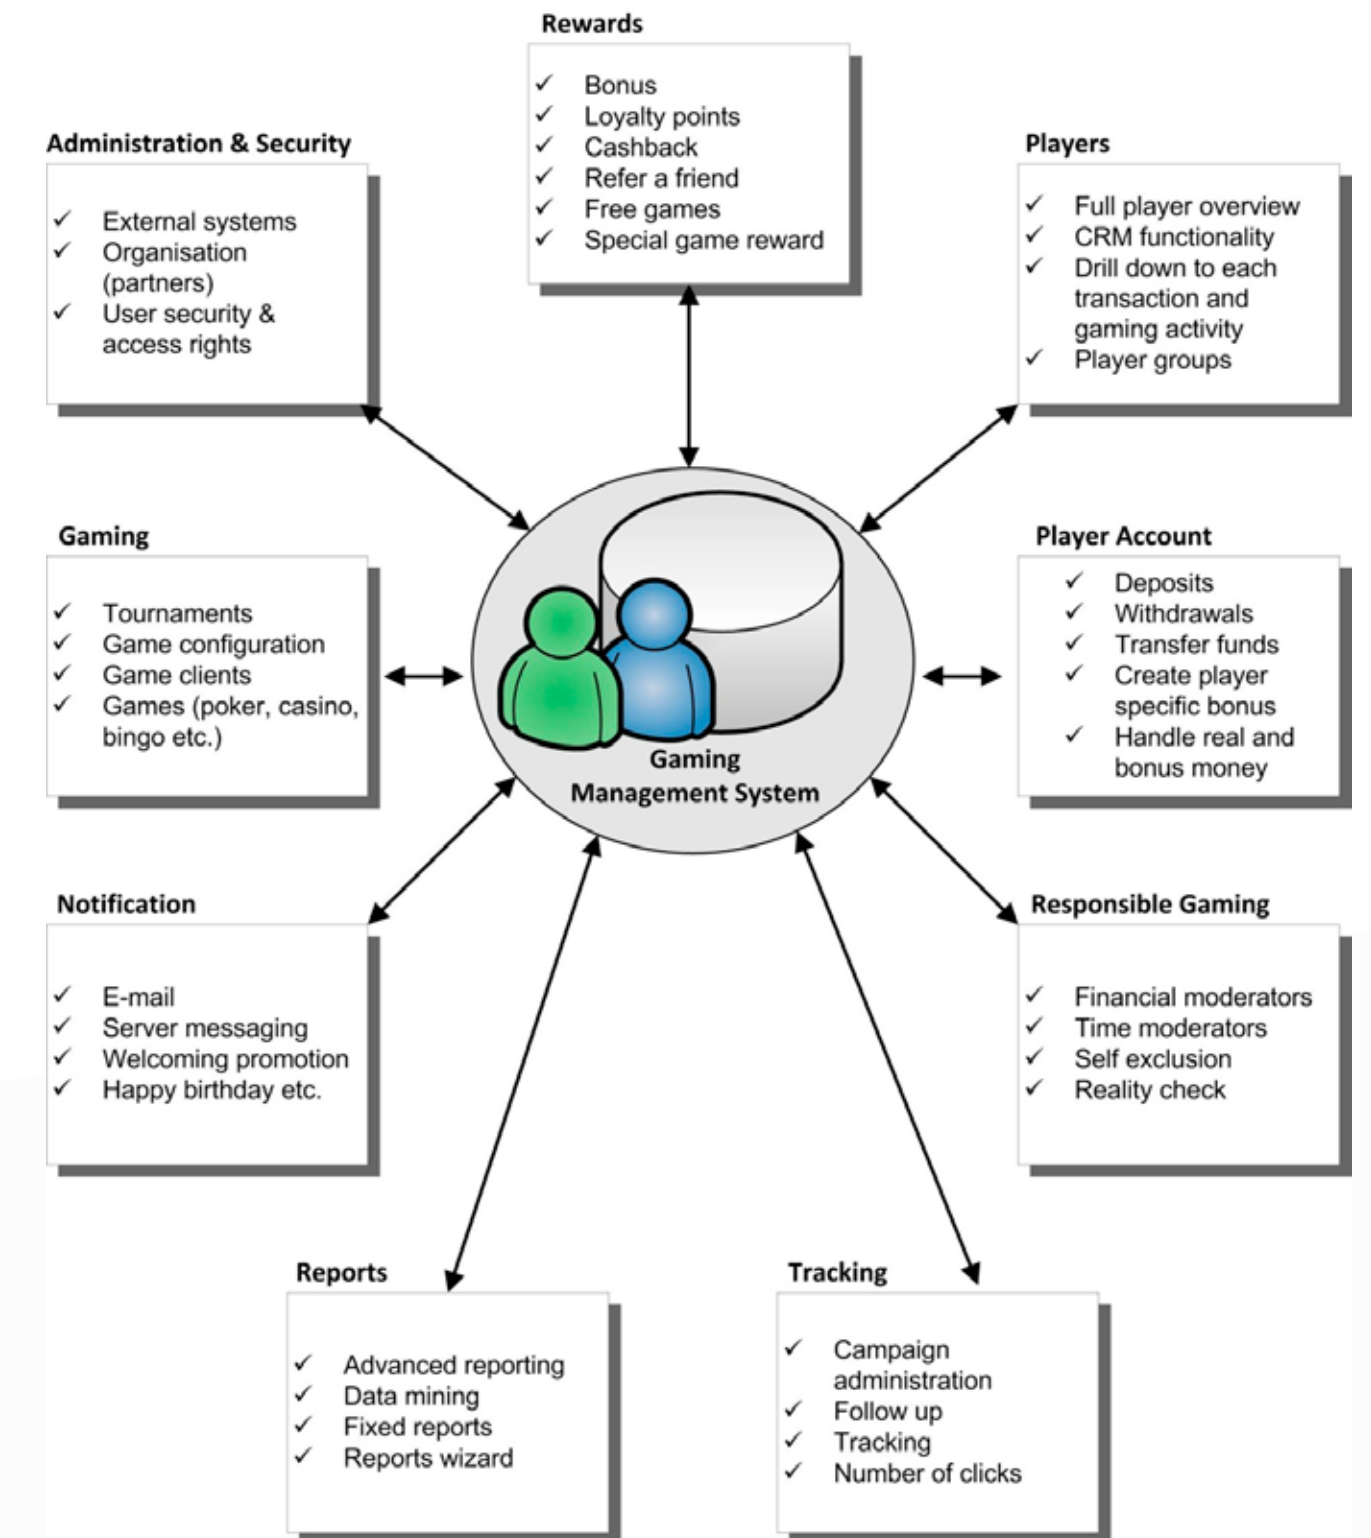 Rewards
Bonus
Loyalty points
Cashback
Refer a friend
Free games
Special game reward
Administration & Security
External systems
Organisation
(partners)
User security &
access rights
Players
Full player overview
CRM functionality
Drill down to each
transaction and
gaming activity
Player groups
Gaming
Tournaments
Game configuration
Game clients
Games (poker, casino,
bingo etc.)
Gaming
Management System
Player Account
Deposits
Withdrawals
Transfer funds
Create player
specific bonus
Handle real and
bonus money
Notification
E-mail
Server messaging
Welcoming promotion
Happy birthday etc.
Responsible Gaming
Financial moderators
Time moderators
Self exclusion
Reality check
Reports
Advanced reporting
Data mining
Fixed reports
Reports wizard
Tracking
Campaign
administration
Follow up
Tracking
Number of clicks